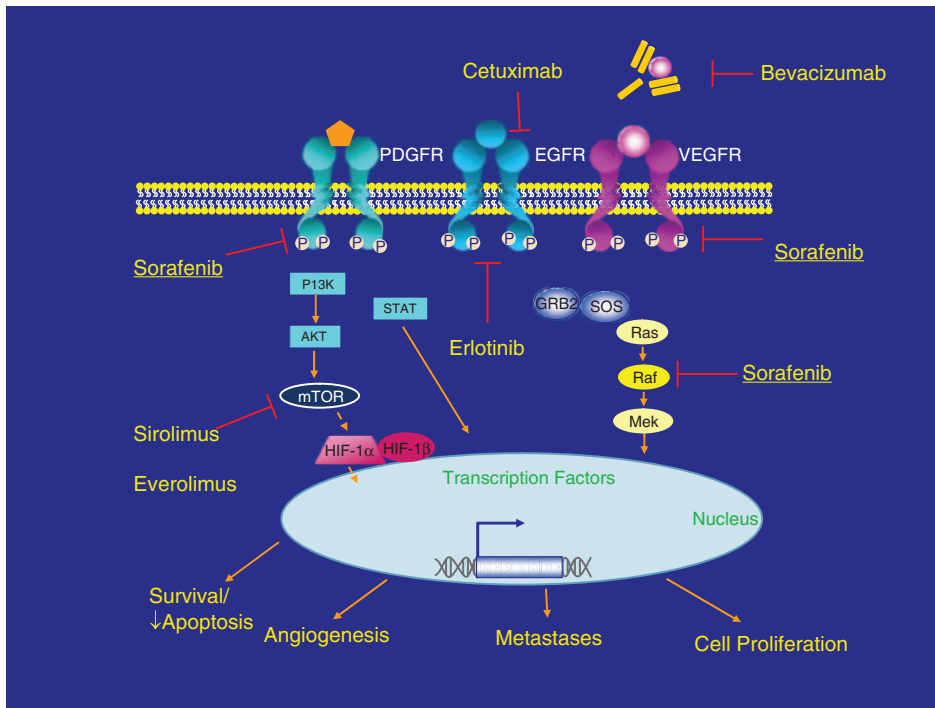 Cetuximab
Bevacizumab
PDGFR
EGFR
VEGFR
P P P P
P P P P
P P P P
Sorafenib
Sorafenib
P13K
STAT
GRB2
SOS
AKT
Erlotinib
Ras
Raf
Sorafenib
mTOR
Mek
Sirolimus
HIF-1α
HIF-1β
Everolimus
Transcription Factors
Nucleus
Survival/
↓Apoptosis
Angiogenesis
Metastases
Cell Proliferation